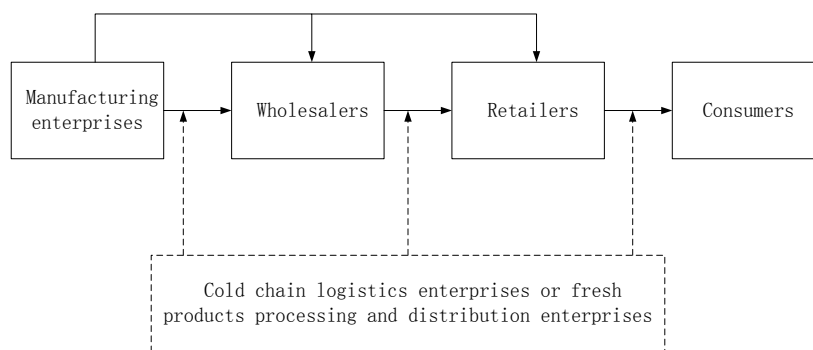 Manufacturing
enterprises
Wholesalers
Retailers
Consumers
Cold chain logistics enterprises or fresh
products processing and distribution enterprises